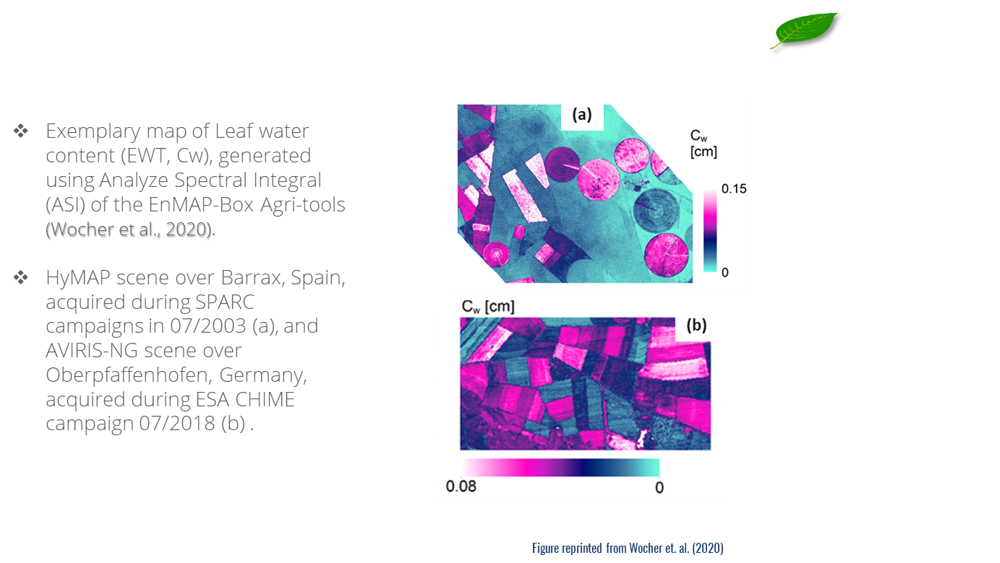 ❖ Exemplary map of Leaf water
content (EWT, Cw), generated
using Analyze Spectral Integral
(ASI) of the EnMAP-Box Agri-tools
(Wocher et al., 2020).
❖ HyMAP scene over Barrax, Spain,
acquired during SPARC
campaigns in 07/2003 (a), and
AVIRIS-NG scene over
Oberpfaffenhofen, Germany,
acquired during ESA CHIME
campaign 07/2018 (b) .
(a)
Cw
[cm]
0.15
0
Cw [cm]
(b)
0.08
0
Figure reprinted from Wocher et. al. (2020)